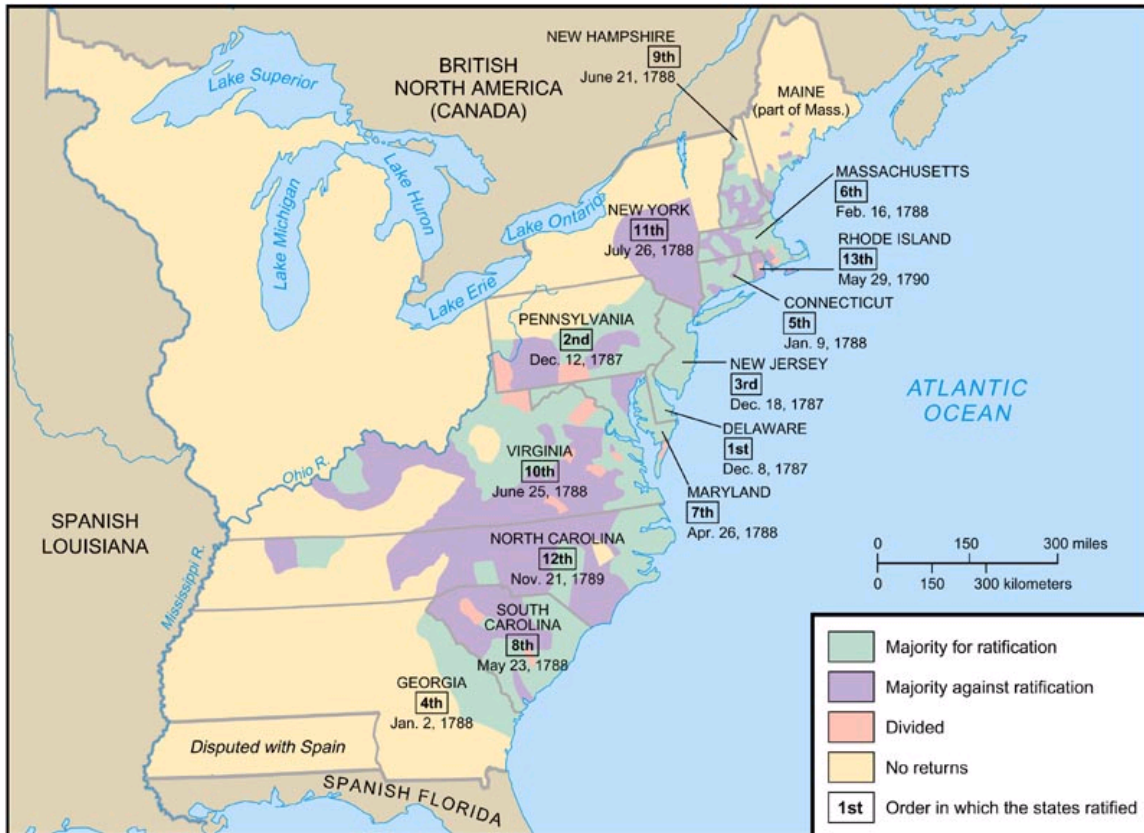 NEW HAMPSHIRE
9th
June 21, 1788
BRITISH
NORTH AMERICA
(CANADA)
Lake Superior
MAINE
(part of Mass.)
Lake Michigan
Lake Huron
Lake Ontario
Lake Erie
MASSACHUSETTS
6th
Feb. 16, 1788
NEW YORK
11th
July 26, 1788
RHODE ISLAND
13th
May 29, 1790
CONNECTICUT
5th
Jan. 9, 1788
PENNSYLVANIA
2nd
Dec. 12, 1787
NEW JERSEY
3rd
Dec. 18, 1787
ATLANTIC
OCEAN
DELAWARE
1st
Dec. 8, 1787
VIRGINIA
10th
June 25, 1788
Ohio R.
MARYLAND
7th
Apr. 26, 1788
SPANISH
LOUISIANA
Mississippi R.
NORTH CAROLINA
12th
Nov. 21, 1789
0 150 300 miles
0 150 300 kilometers
SOUTH
CAROLINA
8th
May 23, 1788
GEORGIA
4th
Jan. 2, 1788
Disputed with Spain
SPANISH FLORIDA
Majority for ratification
Majority against ratification
Divided
No returns
1st Order in which the states ratified